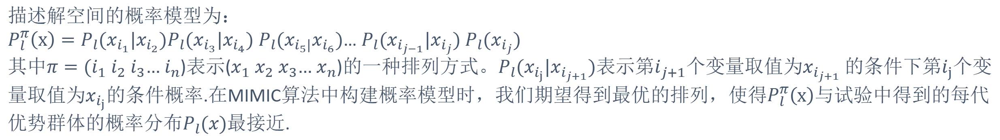 描述解空间的概率模型为：
$P_l^{\pi}(\mathrm{x}) = P_l(x_{i_1}|x_{i_2})P_l(x_{i_3}|x_{i_4})\ P_l(x_{i_5|}x_{i_6})\ldots\ P_l(x_{i_{j-1}}|x_{i_j})\ P_l(x_{i_j})$
其中$\pi = (i_1\ i_2\ i_3 \ldots\ i_n)$表示$(x_1\ x_2\ x_3 \ldots\ x_n)$的一种排列方式。$P_l(x_{i_\mathrm{j}}|x_{i_{j+1}})$表示第$i_{j+1}$个变量取值为$x_{i_{j+1}}$ 的条件下第$i_\mathrm{j}$个变
量取值为$x_{i_\mathrm{j}}$的条件概率.在MIMIC算法中构建概率模型时，我们期望得到最优的排列，使得$P_l^{\pi}(\mathrm{x})$与试验中得到的每代
优势群体的概率分布$P_l(x)$最接近.